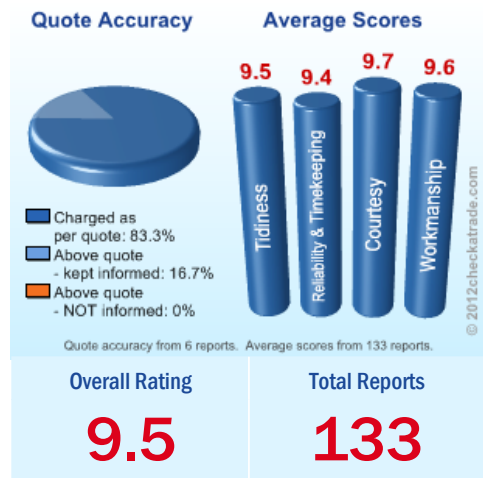 Quote Accuracy
Average Scores
9.5
9.4
9.7
9.6
Tidiness
Reliability & Timekeeping
Courtesy
Workmanship
Charged as
per quote: 83.3%
Above quote
- kept informed: 16.7%
Above quote
- NOT informed: 0%
© 2012checkatrade.com
Quote accuracy from 6 reports. Average scores from 133 reports.
Overall Rating
9.5
Total Reports
133